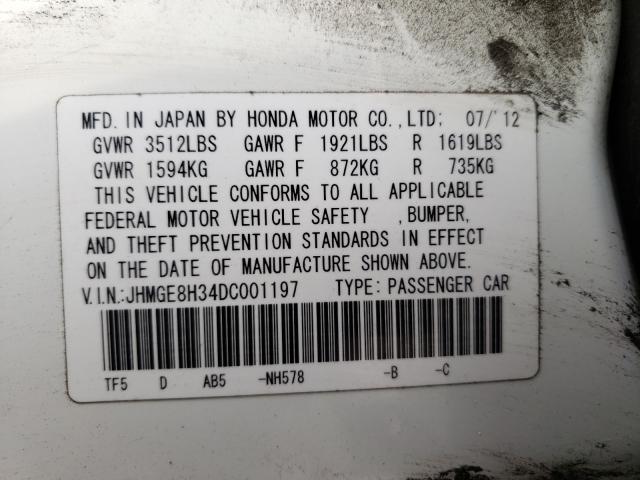 MFD. IN JAPAN BY HONDA MOTOR CO.,LTD: 07/'12
GVWR 3512LBS GAWR F 1921LBS R 1619LBS
GVWR 1594KG GAWR F 872KG R 735KG
THIS VEHICLE CONFORMS TO ALL APPLICABLE
FEDERAL MOTOR VEHICLE SAFETY ,BUMPER,
AND THEFT PREVENTION STANDARDS IN EFFECT
ON THE DATE OF MANUFACTURE SHOWN ABOVE.
V.I.N.:JHMGE8H34DC001197 TYPE: PASSENGER CAR
TF5 D AB5 -NH578 -B -C